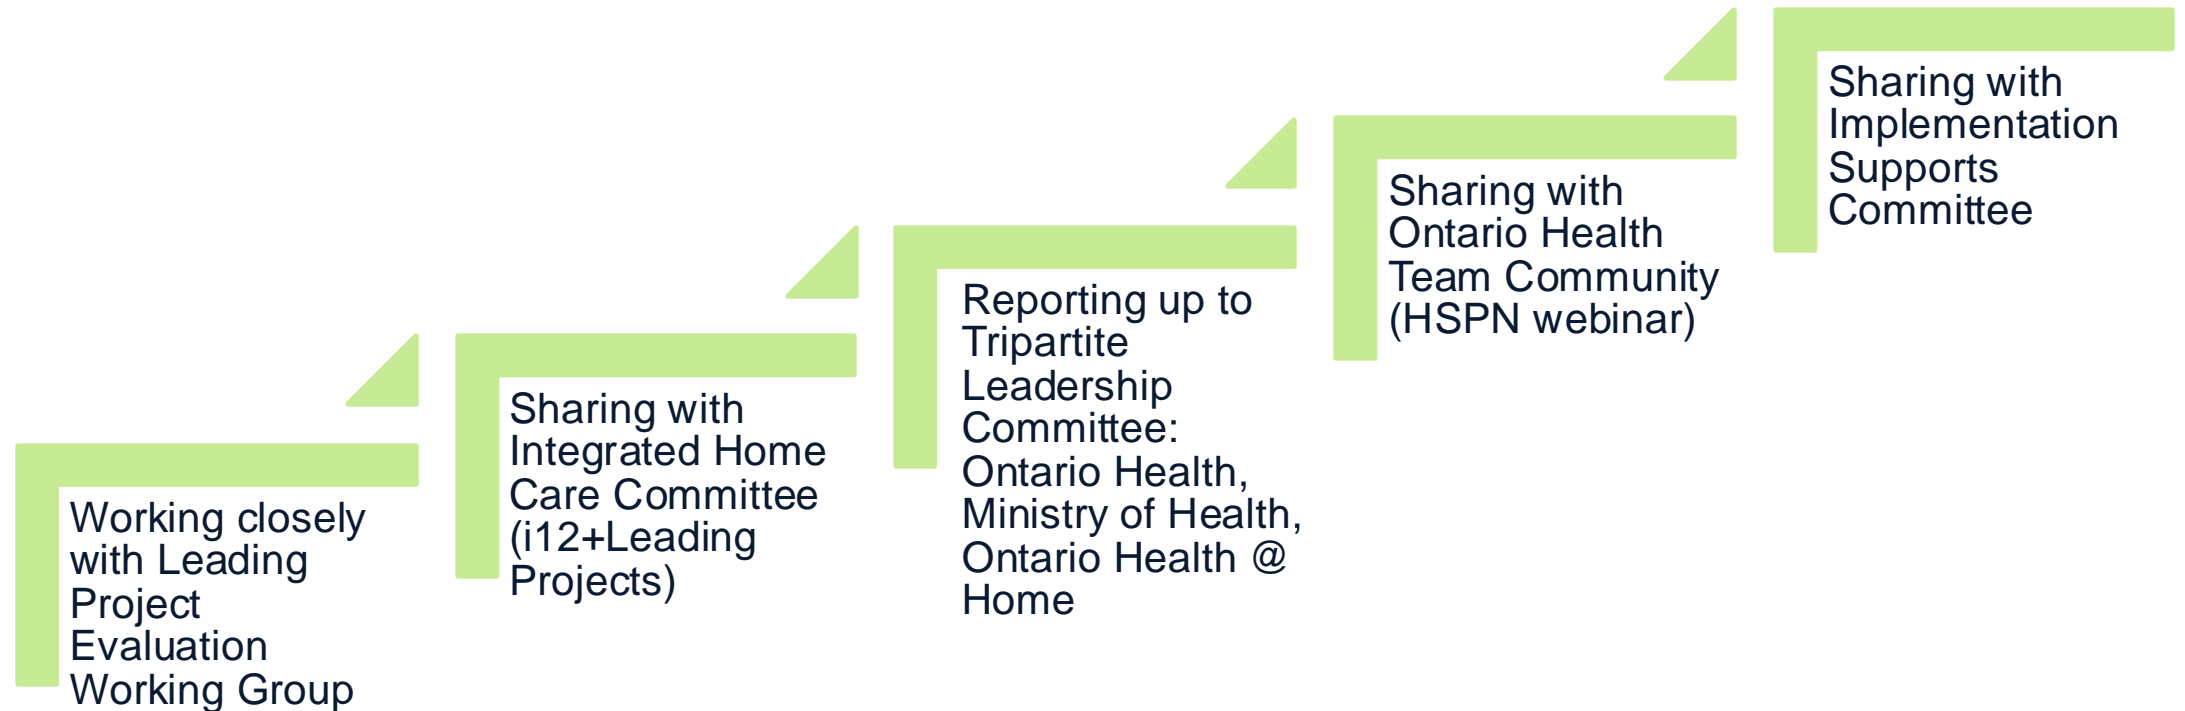 Working closely
with Leading
Project
Evaluation
Working Group
Sharing with
Integrated Home
Care Committee
(i12+Leading
Projects)
Reporting up to
Tripartite
Leadership
Committee:
Ontario Health,
Ministry of Health,
Ontario Health @
Home
Sharing with
Ontario Health
Team Community
(HSPN webinar)
Sharing with
Implementation
Supports
Committee